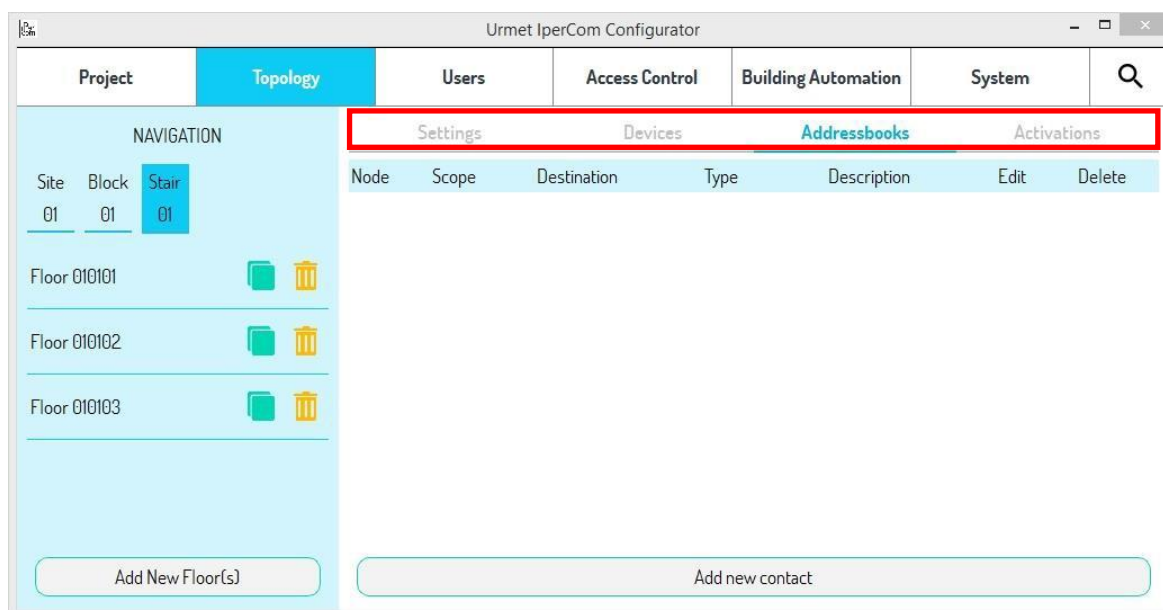 Urmet IperCom Configurator
Project Topology Users Access Control Building Automation System
NAVIGATION
Site Block Stair
01 01 01
Floor 010101
Floor 010102
Floor 010103
Add New Floor(s)
Settings Devices Addressbooks Activations
Node Scope Destination Type Description Edit Delete
Add new contact